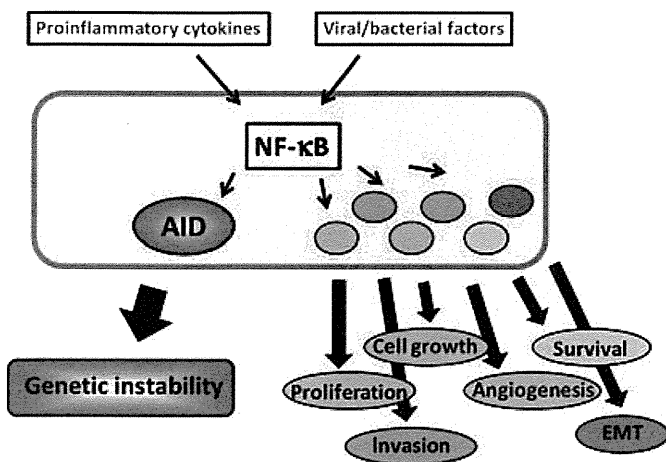 Proinflammatory cytokines
Viral/bacterial factors
NF-κB
AID
Genetic instability
Cell growth
Survival
Proliferation
Angiogenesis
Invasion
EMT